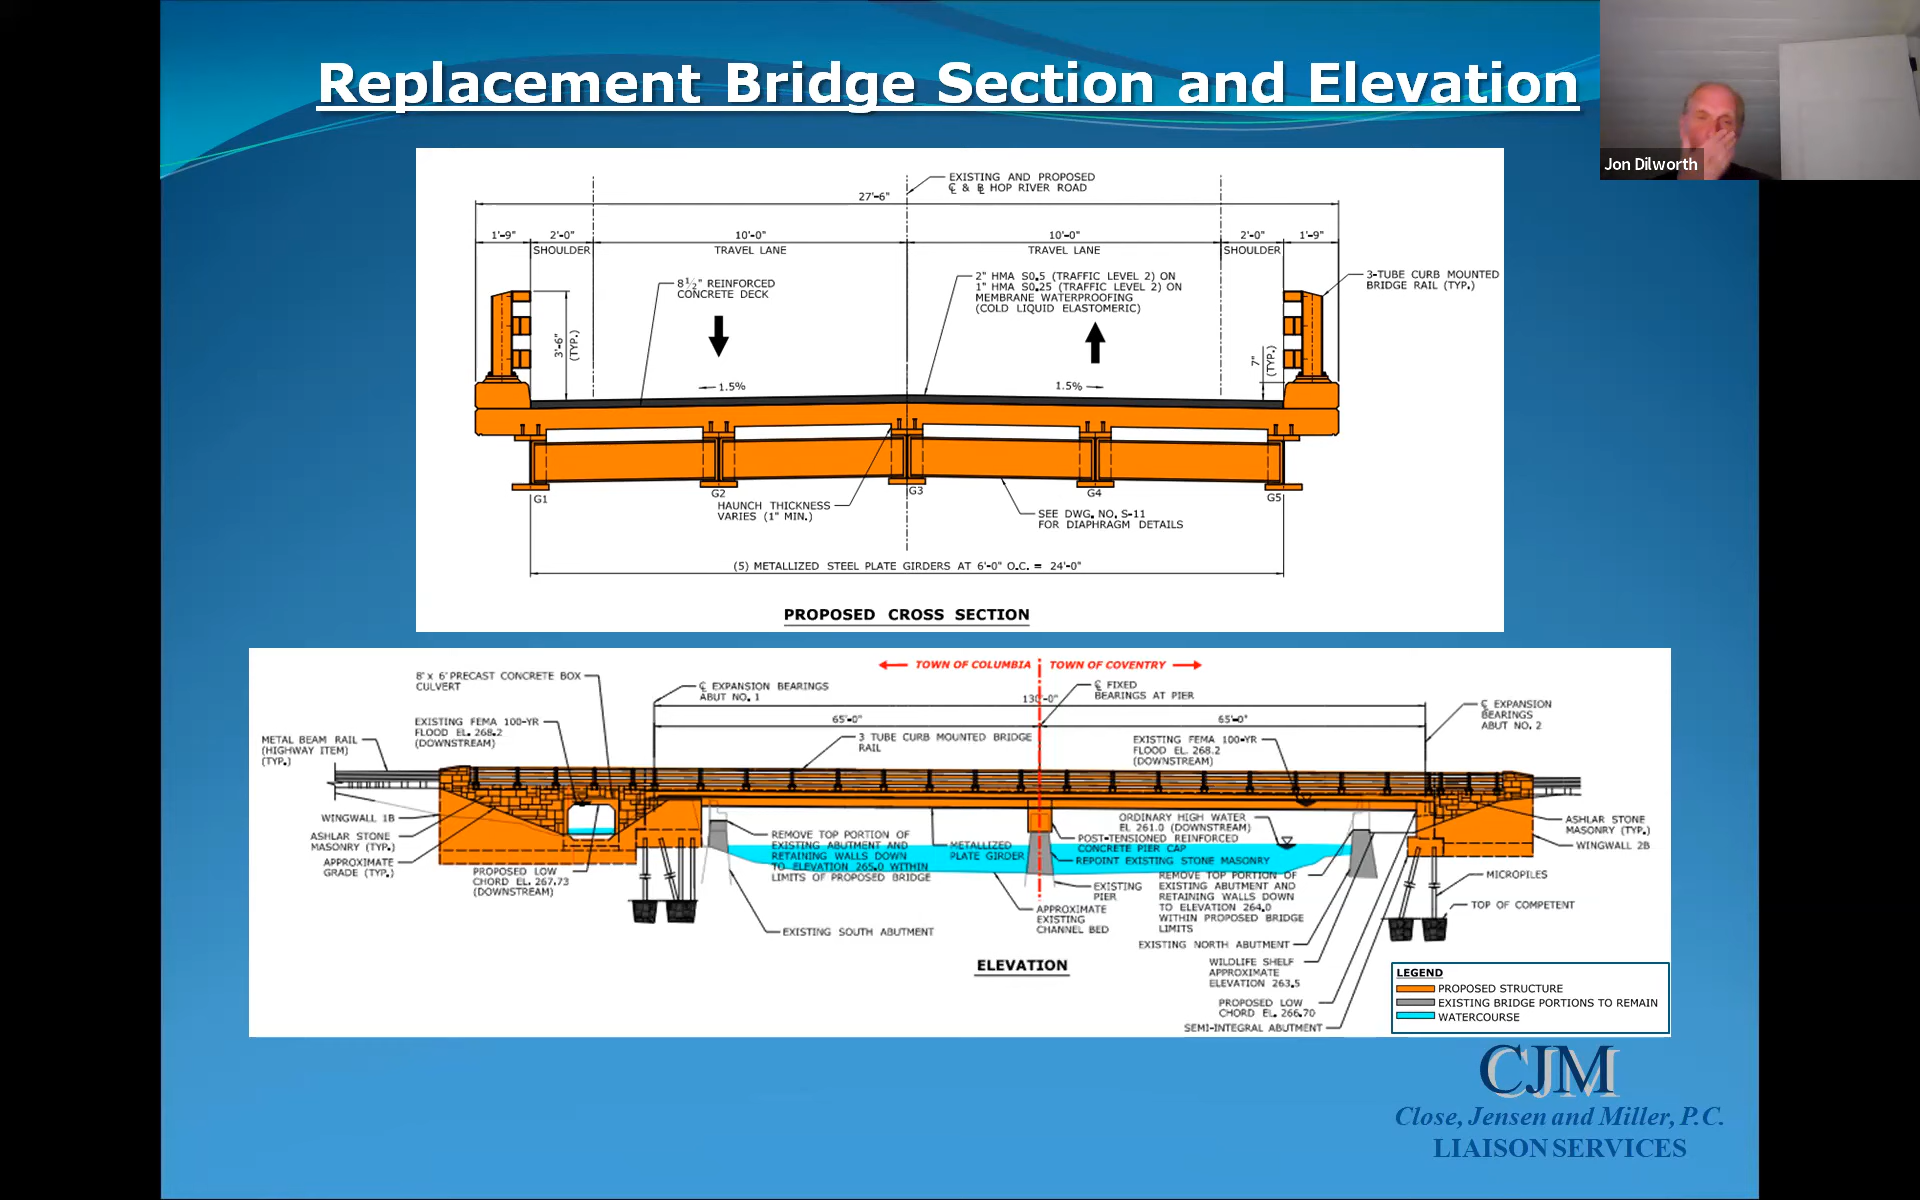 Replacement Bridge Section and Elevation
Jon Dilworth
EXISTING AND PROPOSED
℄ & ℞ HOP RIVER ROAD
27'-6"
1'-9"
2'-0"
10'-0"
10'-0"
2'-0"
1'-9"
SHOULDER
TRAVEL LANE
TRAVEL LANE
SHOULDER
8 1/2" REINFORCED
CONCRETE DECK
2" HMA S0.5 (TRAFFIC LEVEL 2) ON
1" HMA S0.25 (TRAFFIC LEVEL 2) ON
MEMBRANE WATERPROOFING
(COLD LIQUID ELASTOMERIC)
3-TUBE CURB MOUNTED
BRIDGE RAIL (TYP.)
3'-6"
(TYP.)
7"
(TYP.)
1.5%
1.5%
G1
G2
G3
G4
G5
HAUNCH THICKNESS
VARIES (1" MIN.)
SEE DWG. NO. S-11
FOR DIAPHRAGM DETAILS
(5) METALLIZED STEEL PLATE GIRDERS AT 6'-0" O.C. = 24'-0"
PROPOSED CROSS SECTION
TOWN OF COLUMBIA
TOWN OF COVENTRY
8' x 6' PRECAST CONCRETE BOX
CULVERT
℄ EXPANSION BEARINGS
ABUT NO. 1
130'-0"
℄ FIXED
BEARINGS AT PIER
℄ EXPANSION
BEARINGS
ABUT NO. 2
65'-0"
65'-0"
EXISTING FEMA 100-YR
FLOOD EL. 268.2
(DOWNSTREAM)
METAL BEAM RAIL
(HIGHWAY ITEM)
(TYP.)
3 TUBE CURB MOUNTED BRIDGE
RAIL
EXISTING FEMA 100-YR
FLOOD EL. 268.2
(DOWNSTREAM)
WINGWALL 1B
ASHLAR STONE
MASONRY (TYP.)
APPROXIMATE
GRADE (TYP.)
PROPOSED LOW
CHORD EL. 267.73
(DOWNSTREAM)
REMOVE TOP PORTION OF
EXISTING ABUTMENT AND
RETAINING WALLS DOWN
TO ELEVATION 265.0 WITHIN
LIMITS OF PROPOSED BRIDGE
METALLIZED
PLATE GIRDER
ORDINARY HIGH WATER
EL 261.0 (DOWNSTREAM)
POST-TENSIONED REINFORCED
CONCRETE PIER CAP
REPOINT EXISTING STONE MASONRY
ASHLAR STONE
MASONRY (TYP.)
WINGWALL 2B
EXISTING
PIER
REMOVE TOP PORTION OF
EXISTING ABUTMENT AND
RETAINING WALLS DOWN
TO ELEVATION 264.0
WITHIN PROPOSED BRIDGE
LIMITS
MICROPILES
TOP OF COMPETENT
APPROXIMATE
EXISTING
CHANNEL BED
EXISTING SOUTH ABUTMENT
EXISTING NORTH ABUTMENT
WILDLIFE SHELF
APPROXIMATE
ELEVATION 263.5
PROPOSED LOW
CHORD EL. 266.70
SEMI-INTEGRAL ABUTMENT
ELEVATION
LEGEND
PROPOSED STRUCTURE
EXISTING BRIDGE PORTIONS TO REMAIN
WATERCOURSE
CJM
Close, Jensen and Miller, P.C.
LIAISON SERVICES